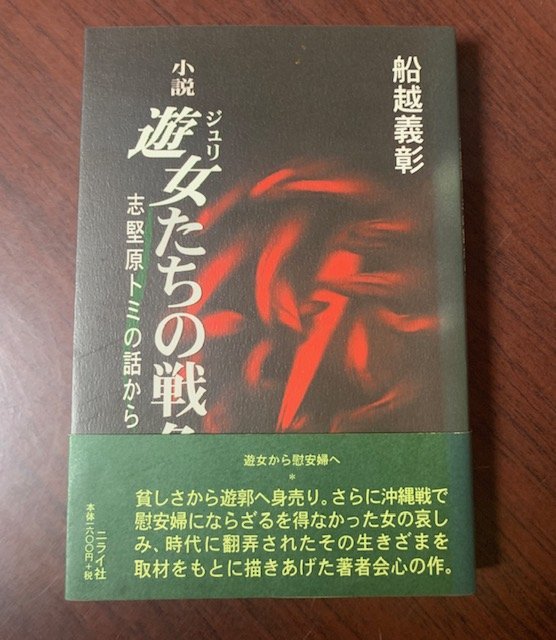 船越義彰
小説
遊女たちの戦争
ジュリ
志堅原トミの話から
遊女から慰安婦へ
*
貧しさから遊郭へ身売り。さらに沖縄戦で
慰安婦にならざるを得なかった女の哀し
み、時代に翻弄されたその生きざまを
取材をもとに描きあげた著者会心の作。
ニライ社
本体一六〇〇円+税